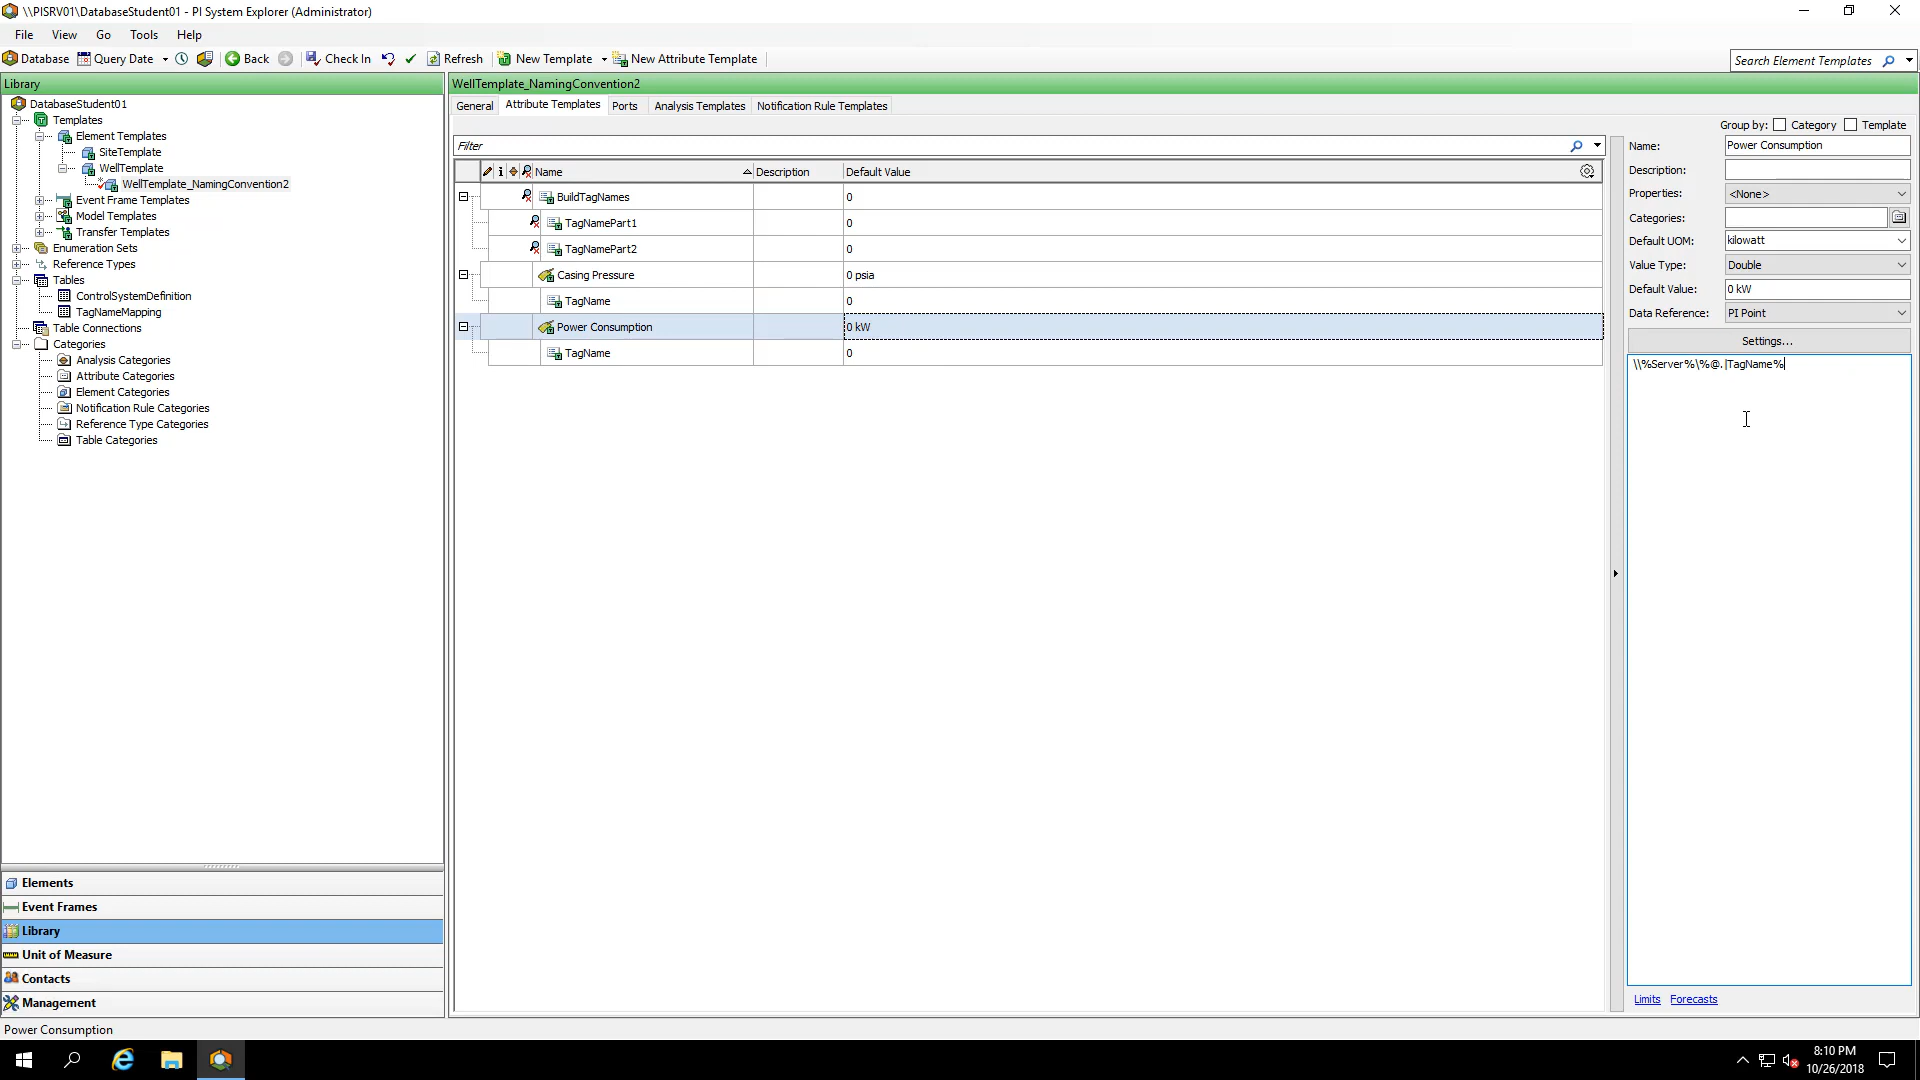 \\PISRV01\DatabaseStudent01 - PI System Explorer (Administrator)
File View Go Tools Help
Database Query Date Back Check In Refresh New Template New Attribute Template
Search Element Templates
Library
DatabaseStudent01
Templates
Element Templates
SiteTemplate
WellTemplate
WellTemplate_NamingConvention2
Event Frame Templates
Model Templates
Transfer Templates
Enumeration Sets
Reference Types
Tables
ControlSystemDefinition
TagNameMapping
Table Connections
Categories
Analysis Categories
Attribute Categories
Element Categories
Notification Rule Categories
Reference Type Categories
Table Categories
Elements
Event Frames
Library
Unit of Measure
Contacts
Management
WellTemplate_NamingConvention2
General Attribute Templates Ports Analysis Templates Notification Rule Templates
Group by: Category Template
Filter
Name Description Default Value
BuildTagNames 0
TagNamePart1 0
TagNamePart2 0
Casing Pressure 0 psia
TagName 0
Power Consumption 0 kW
TagName 0
Name: Power Consumption
Description:
Properties: <None>
Categories:
Default UOM: kilowatt
Value Type: Double
Default Value: 0 kW
Data Reference: PI Point
Settings...
\\%Server%\%@.|TagName%
Limits Forecasts
Power Consumption
8:10 PM
10/26/2018